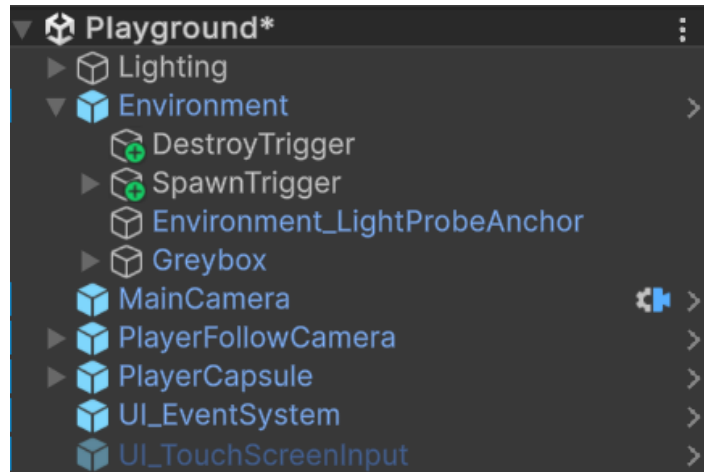 Playground*
Lighting
Environment
DestroyTrigger
SpawnTrigger
Environment_LightProbeAnchor
Greybox
MainCamera
PlayerFollowCamera
PlayerCapsule
UI_EventSystem
UI_TouchScreenInput